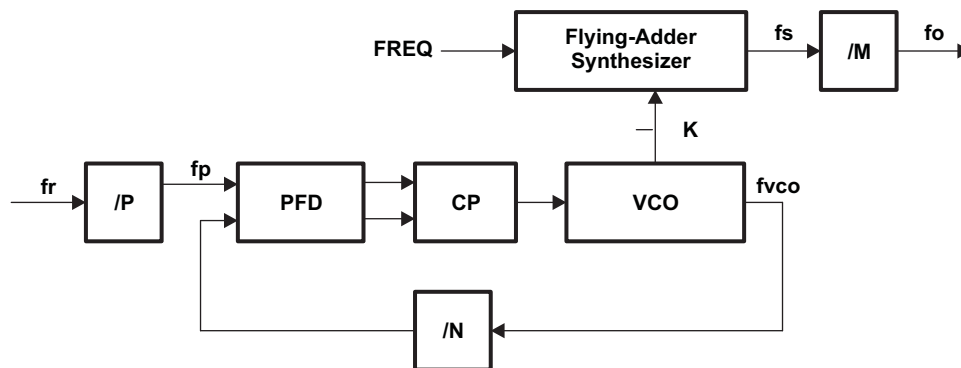 FREQ
Flying-Adder
Synthesizer
fs
/M
fo
K
fr
/P
fp
PFD
CP
VCO
fvco
/N